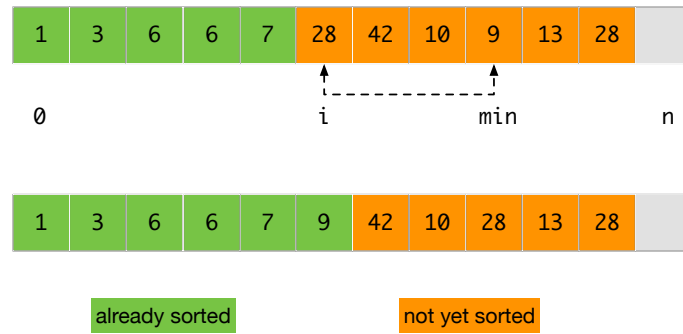 1 3 6 6 7 28 42 10 9 13 28
0 i min n
1 3 6 6 7 9 42 10 28 13 28
already sorted not yet sorted